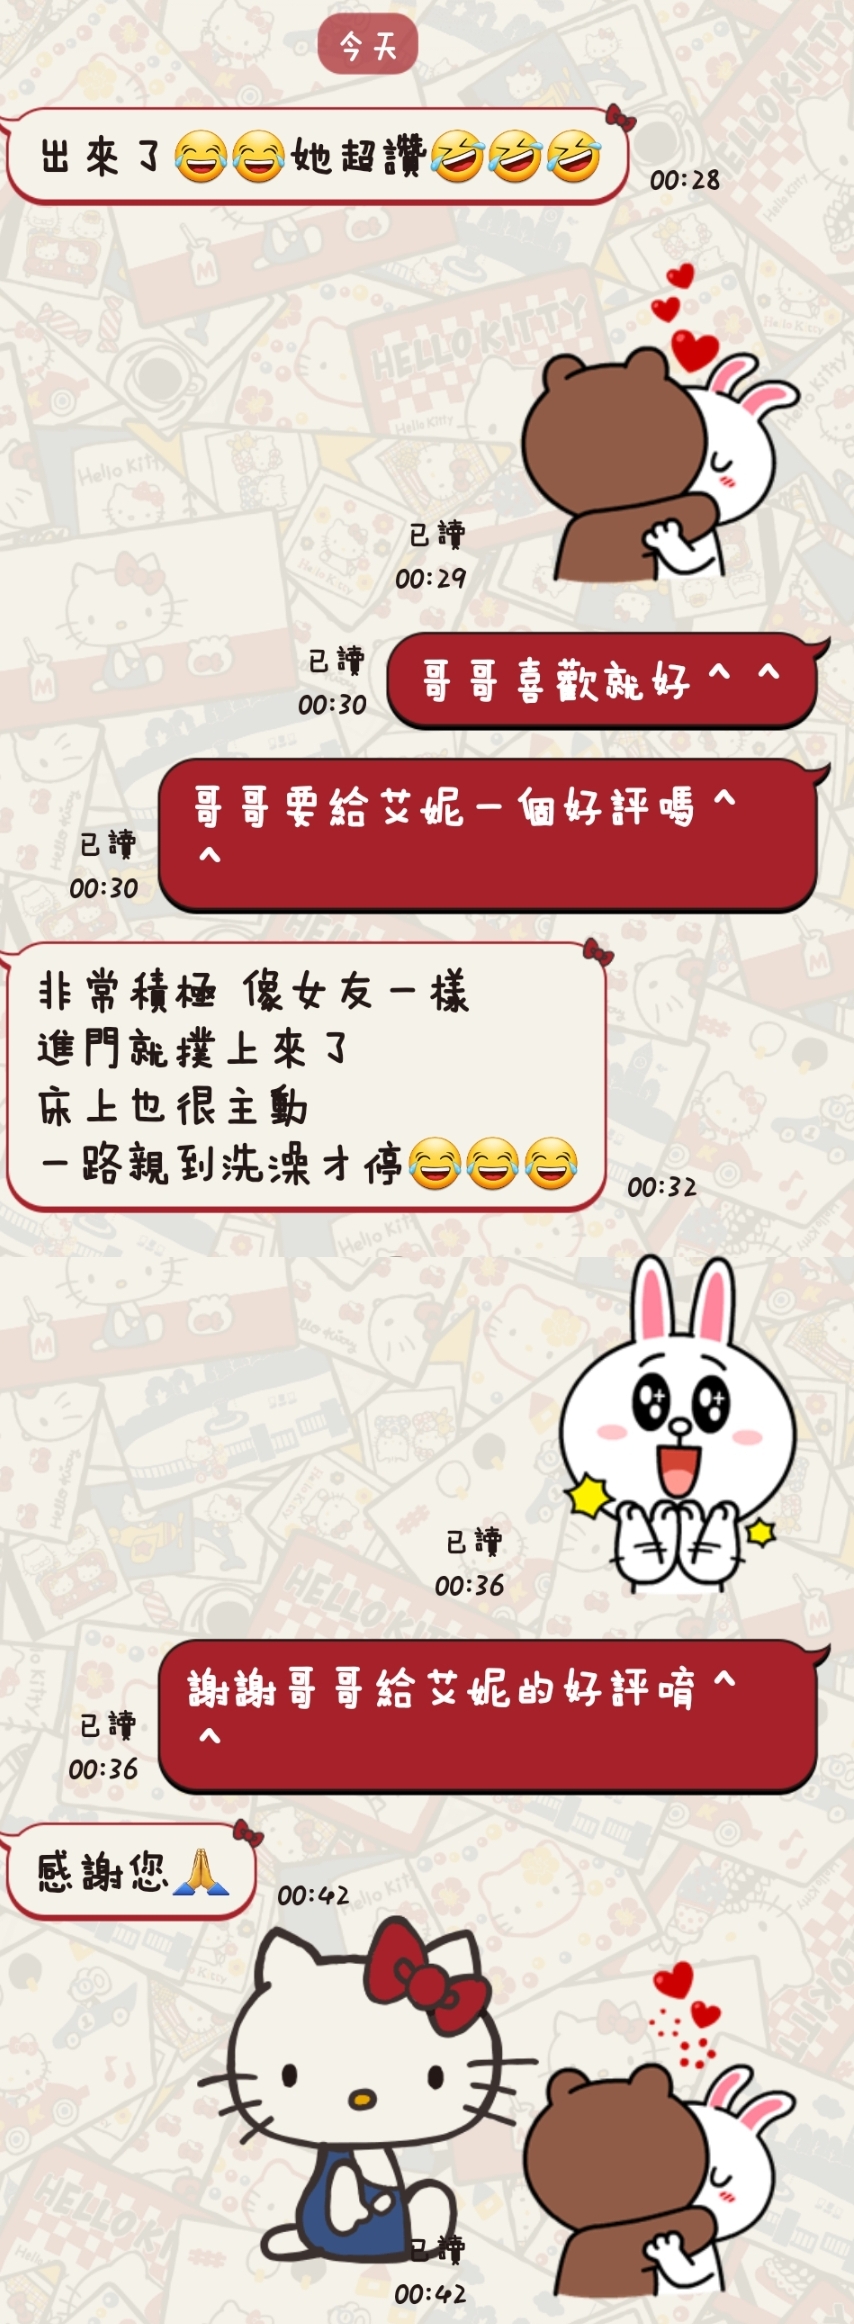 今天
出來了😂😂她超讚🤣🤣🤣
00:28
已讀
00:29
已讀
00:30
哥哥喜歡就好^ ^
哥哥要給艾妮一個好評嗎^
^
已讀
00:30
非常積極 像女友一樣
進門就撲上來了
床上也很主動
一路親到洗澡才停😂😂😂
00:32
已讀
00:36
謝謝哥哥給艾妮的好評唷^
^
已讀
00:36
感謝您🙏
00:42
已讀
00:42
HELLO KITTY
Hello Kitty